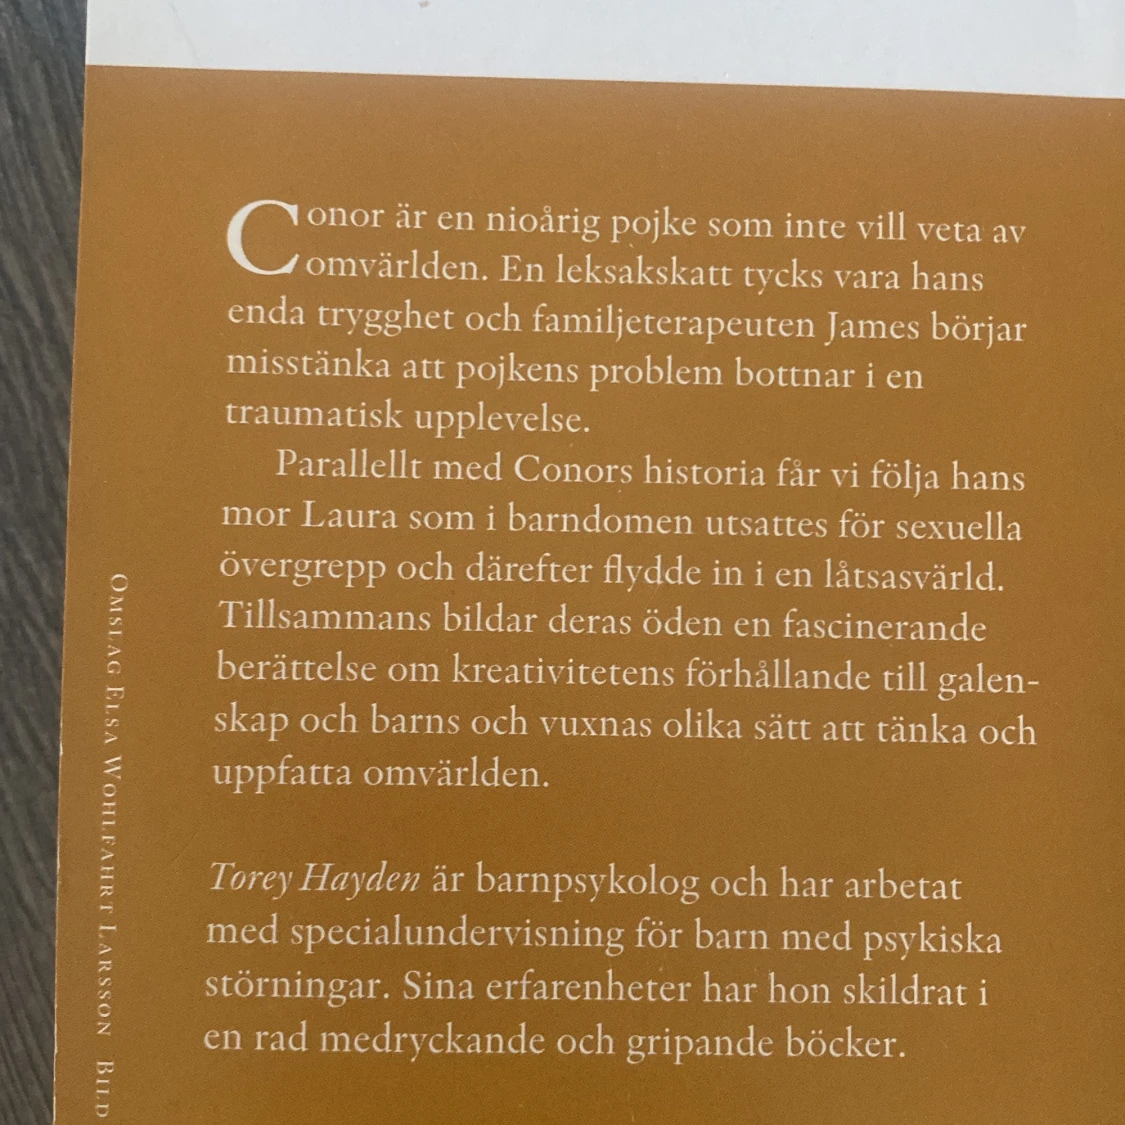 Conor är en nioårig pojke som inte vill veta av
omvärlden. En leksakskatt tycks vara hans
enda trygghet och familjeterapeuten James börjar
misstänka att pojkens problem bottnar i en
traumatisk upplevelse.
Parallellt med Conors historia får vi följa hans
mor Laura som i barndomen utsattes för sexuella
övergrepp och därefter flydde in i en låtsasvärld.
Tillsammans bildar deras öden en fascinerande
berättelse om kreativitetens förhållande till galen-
skap och barns och vuxnas olika sätt att tänka och
uppfatta omvärlden.
Torey Hayden är barnpsykolog och har arbetat
med specialundervisning för barn med psykiska
störningar. Sina erfarenheter har hon skildrat i
en rad medryckande och gripande böcker.
OMSLAG ELSA WOHLFAHRT LARSSON BILD